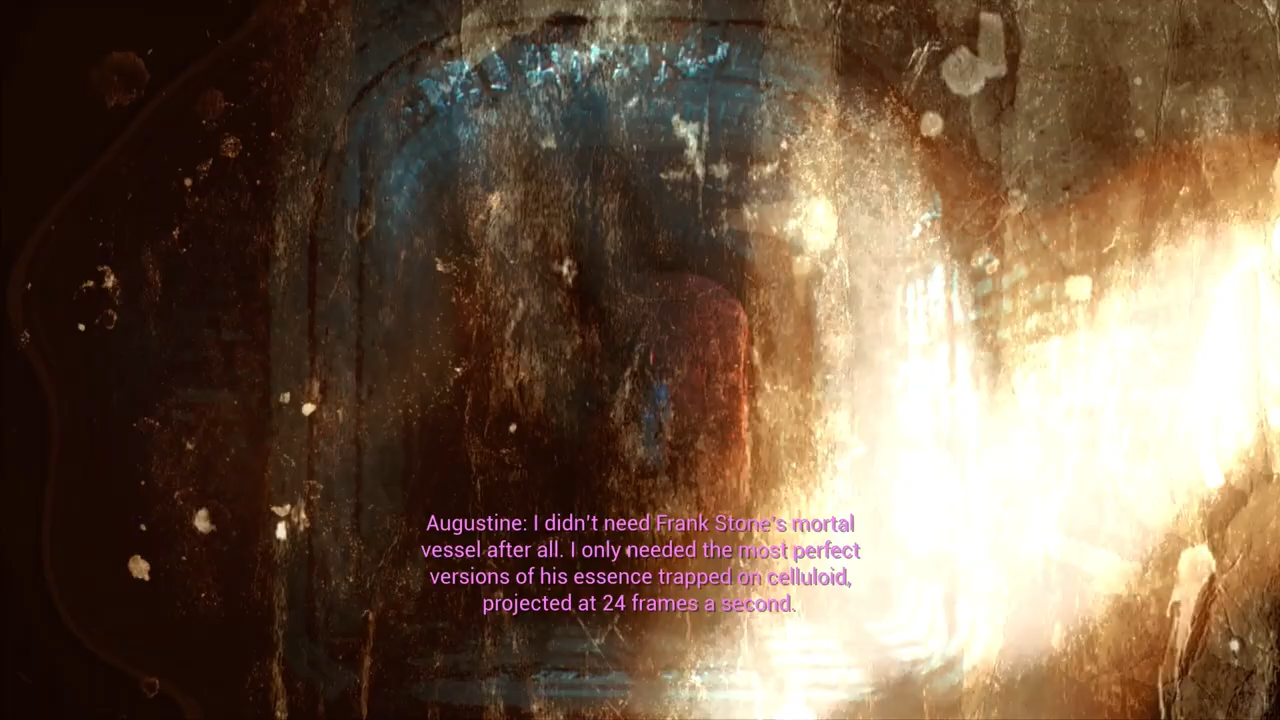 Augustine: I didn't need Frank Stone's mortal
vessel after all. I only needed the most perfect
versions of his essence trapped on celluloid,
projected at 24 frames a second.